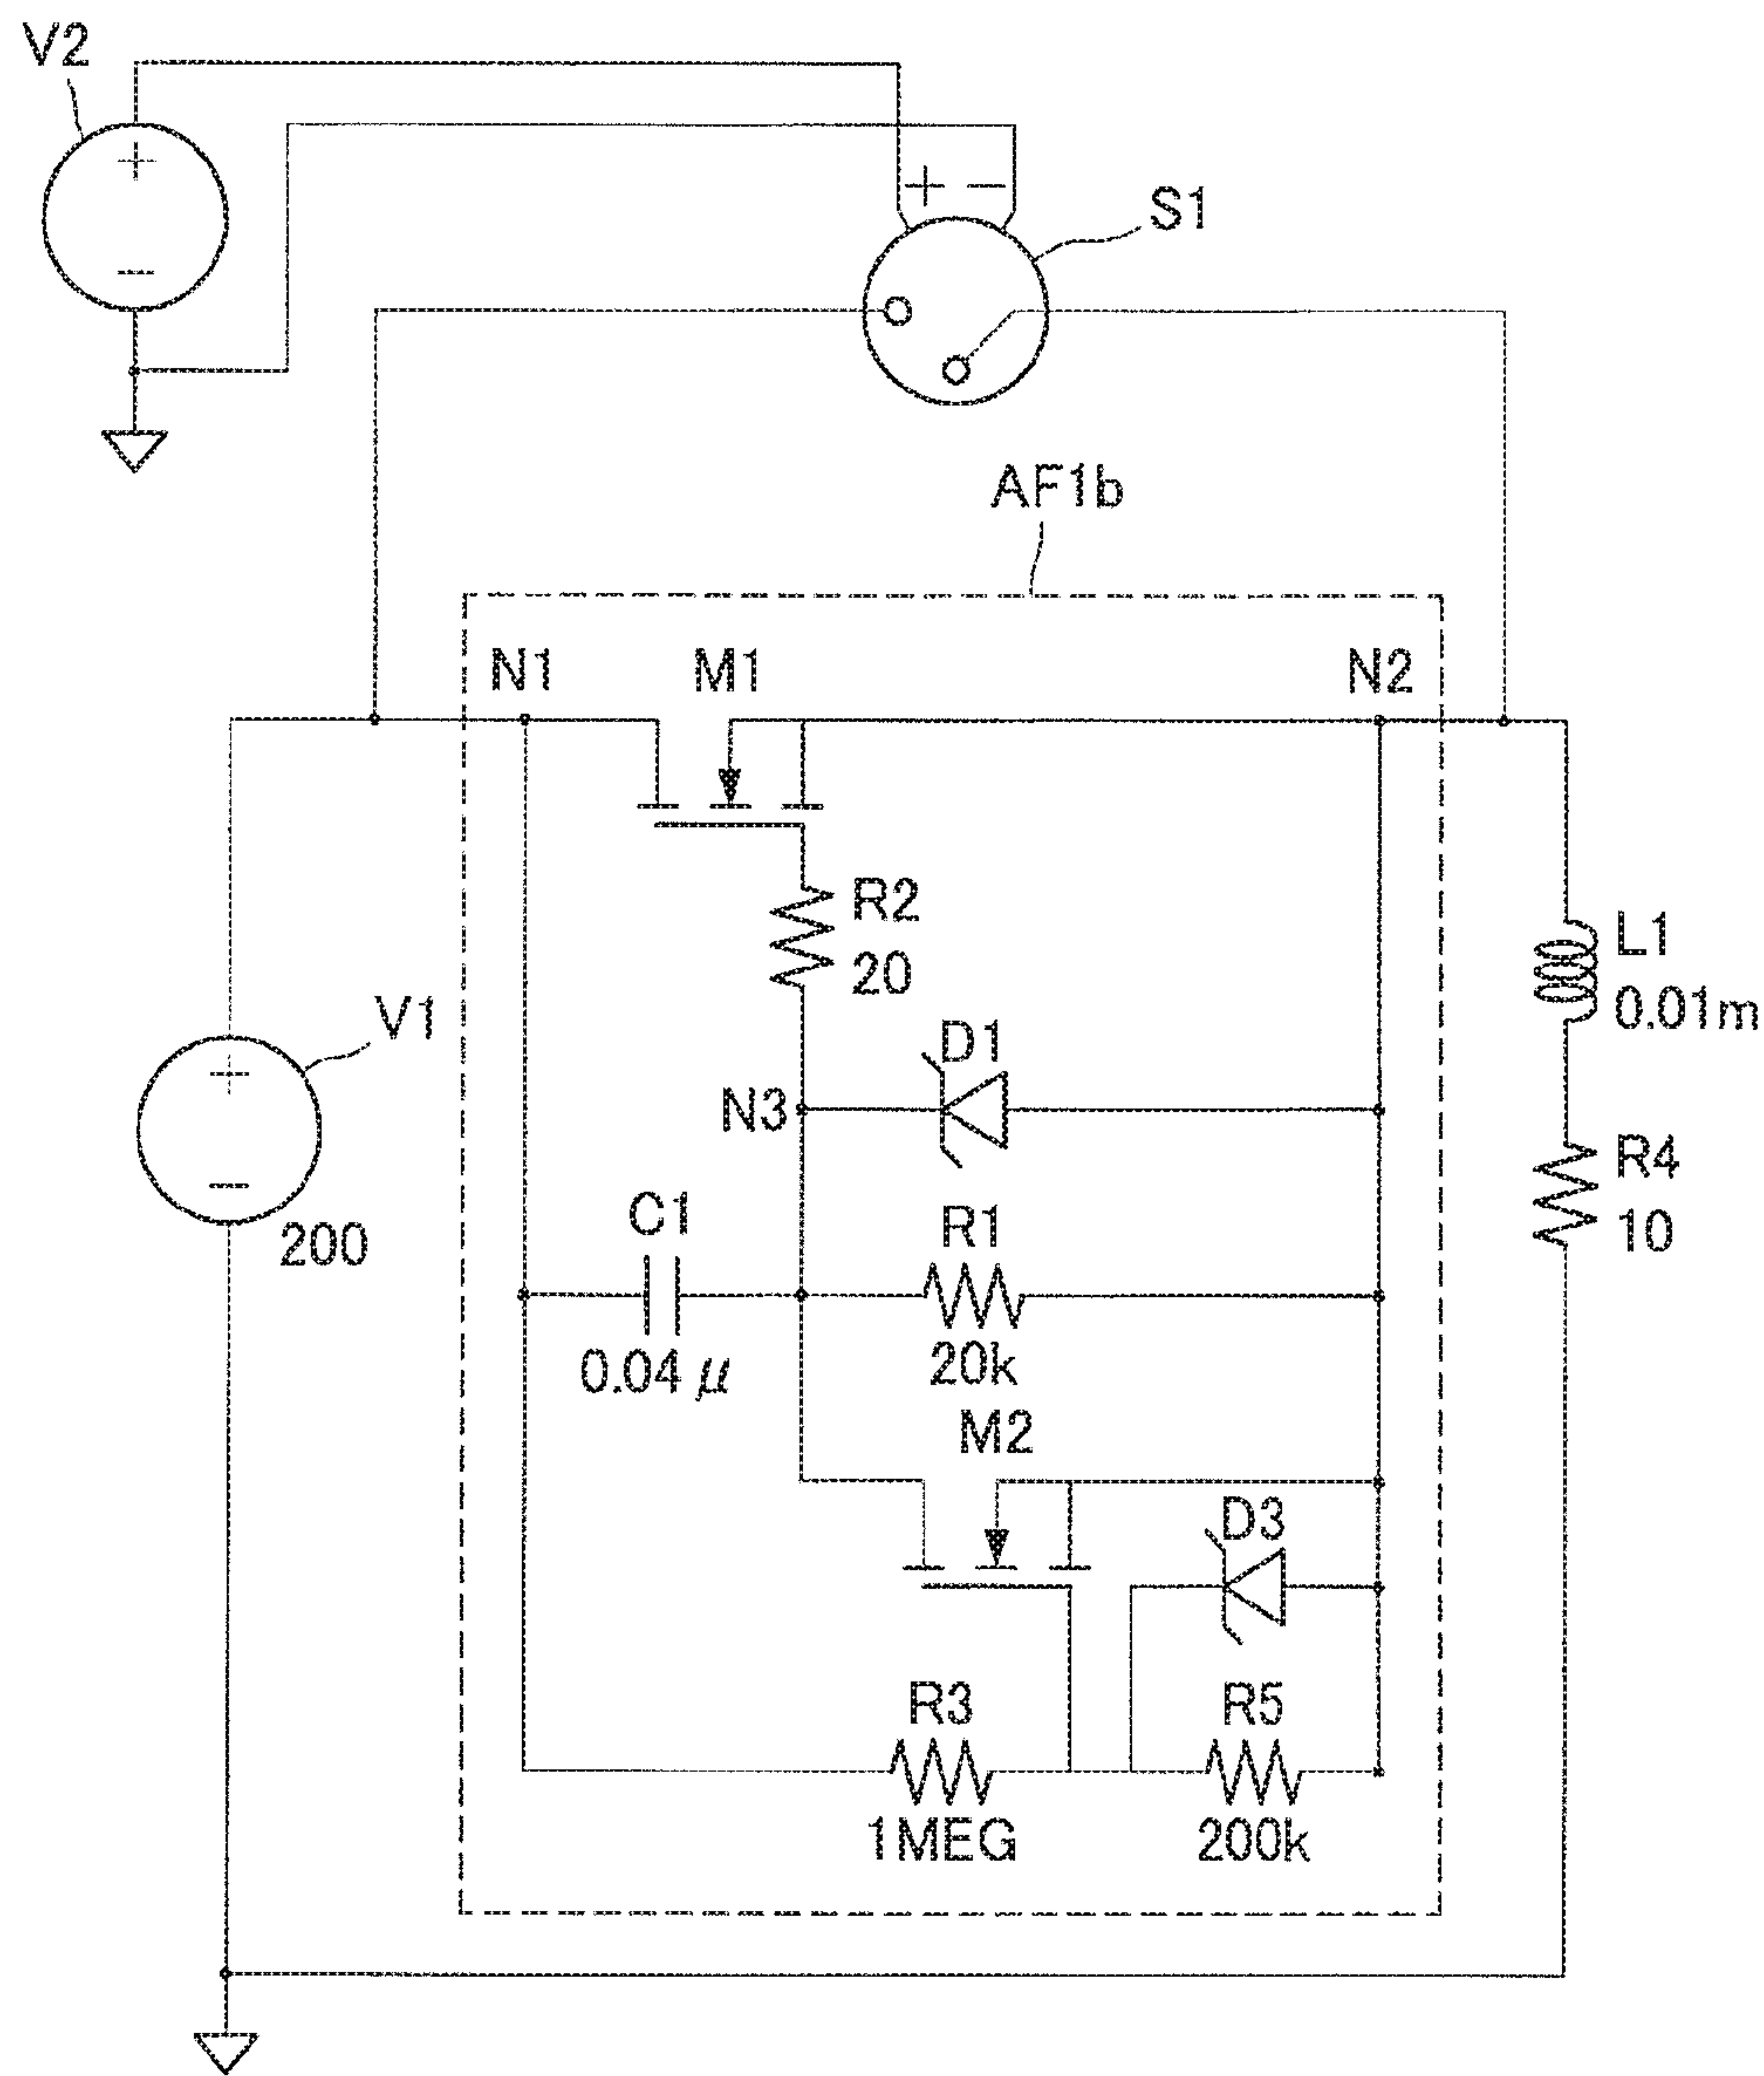 V2
+
−
+ −
S1
AF1b
N1
M1
N2
R2
20
L1
0.01m
V1
+
−
200
D1
N3
R4
10
C1
0.04μ
R1
20k
M2
D3
R3
1MEG
R5
200k